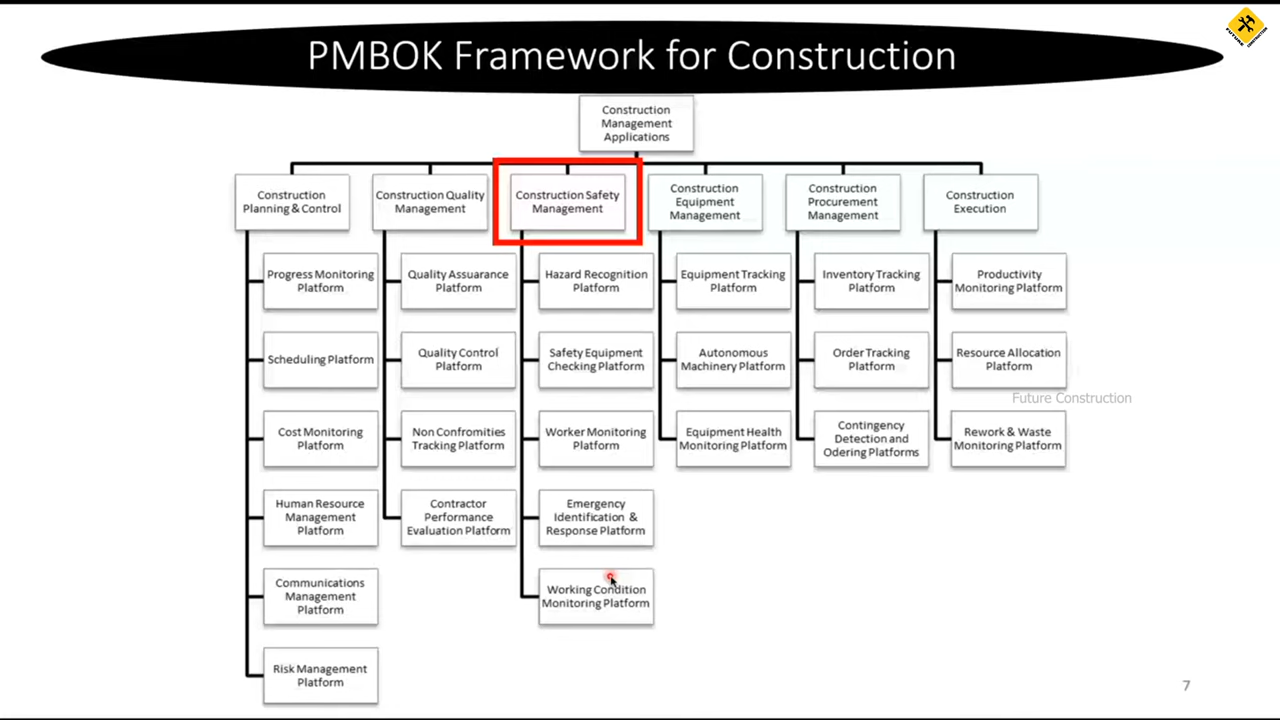 PMBOK Framework for Construction
FUTURE CONSTRUCTION
Construction
Management
Applications
Construction
Planning & Control
Construction Quality
Management
Construction Safety
Management
Construction
Equipment
Management
Construction
Procurement
Management
Construction
Execution
Progress Monitoring
Platform
Quality Assuarance
Platform
Hazard Recognition
Platform
Equipment Tracking
Platform
Inventory Tracking
Platform
Productivity
Monitoring Platform
Scheduling Platform
Quality Control
Platform
Safety Equipment
Checking Platform
Autonomous
Machinery Platform
Order Tracking
Platform
Resource Allocation
Platform
Future Construction
Cost Monitoring
Platform
Non Confromities
Tracking Platform
Worker Monitoring
Platform
Equipment Health
Monitoring Platform
Contingency
Detection and
Odering Platforms
Rework & Waste
Monitoring Platform
Human Resource
Management
Platform
Contractor
Performance
Evaluation Platform
Emergency
Identification &
Response Platform
Communications
Management
Platform
Working Condition
Monitoring Platform
Risk Management
Platform
7